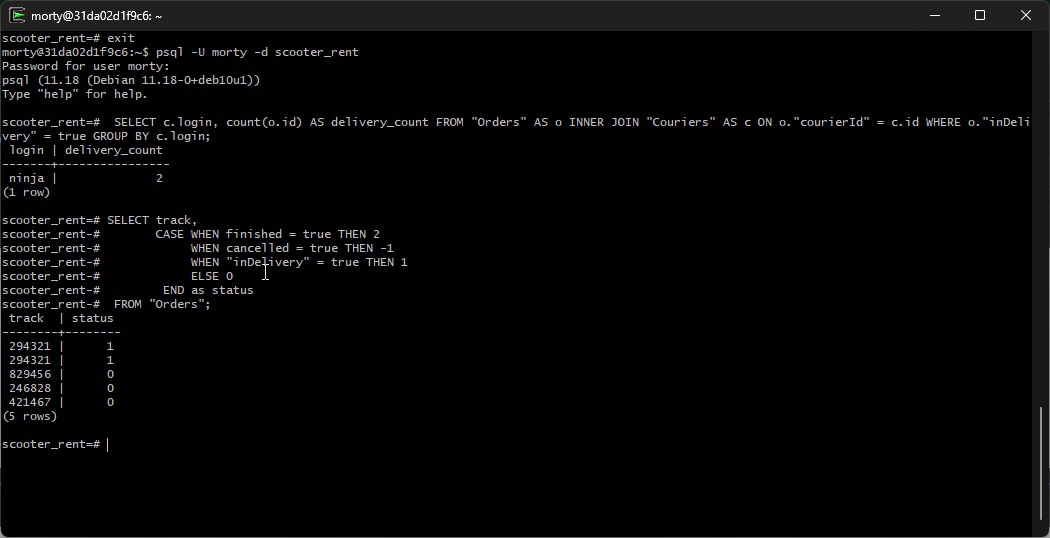 morty@31da02d1f9c6: ~
scooter_rent=# exit
morty@31da02d1f9c6:~$ psql -U morty -d scooter_rent
Password for user morty:
psql (11.18 (Debian 11.18-0+deb10u1))
Type "help" for help.

scooter_rent=#  SELECT c.login, count(o.id) AS delivery_count FROM "Orders" AS o INNER JOIN "Couriers" AS c ON o."courierId" = c.id WHERE o."inDeli
very" = true GROUP BY c.login;
 login | delivery_count
-------+----------------
 ninja |              2
(1 row)

scooter_rent=# SELECT track,
scooter_rent-#        CASE WHEN finished = true THEN 2
scooter_rent-#             WHEN cancelled = true THEN -1
scooter_rent-#             WHEN "inDelivery" = true THEN 1
scooter_rent-#             ELSE 0
scooter_rent-#         END as status
scooter_rent-#  FROM "Orders";
 track  | status
--------+--------
 294321 |      1
 294321 |      1
 829456 |      0
 246828 |      0
 421467 |      0
(5 rows)

scooter_rent=#